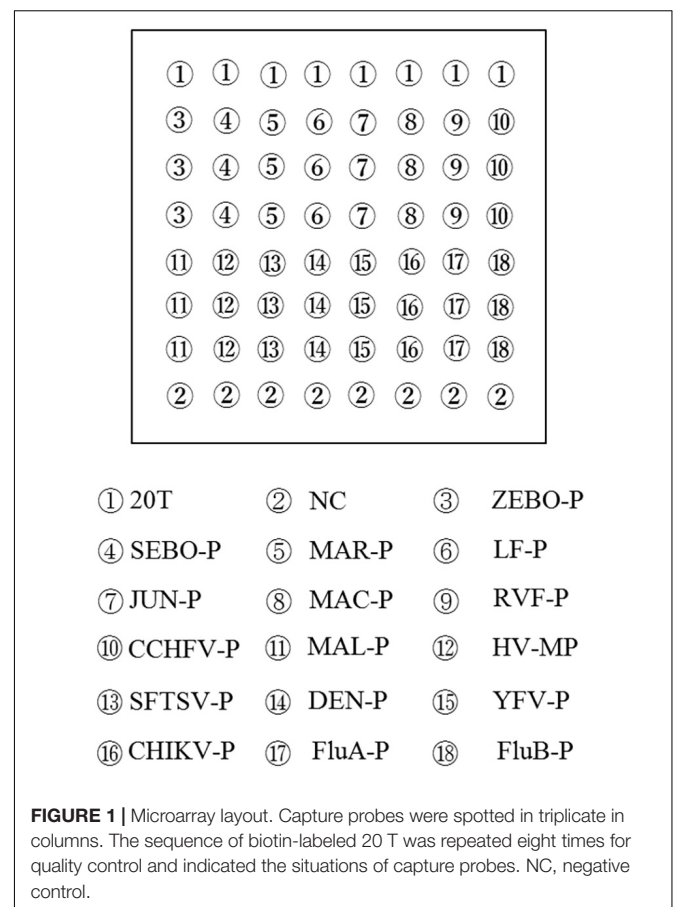 ① ① ① ① ① ① ① ①
③ ④ ⑤ ⑥ ⑦ ⑧ ⑨ ⑩
③ ④ ⑤ ⑥ ⑦ ⑧ ⑨ ⑩
③ ④ ⑤ ⑥ ⑦ ⑧ ⑨ ⑩
⑪ ⑫ ⑬ ⑭ ⑮ ⑯ ⑰ ⑱
⑪ ⑫ ⑬ ⑭ ⑮ ⑯ ⑰ ⑱
⑪ ⑫ ⑬ ⑭ ⑮ ⑯ ⑰ ⑱
② ② ② ② ② ② ② ②
① 20T ② NC ③ ZEBO-P
④ SEBO-P ⑤ MAR-P ⑥ LF-P
⑦ JUN-P ⑧ MAC-P ⑨ RVF-P
⑩ CCHFV-P ⑪ MAL-P ⑫ HV-MP
⑬ SFTSV-P ⑭ DEN-P ⑮ YFV-P
⑯ CHIKV-P ⑰ FluA-P ⑱ FluB-P
FIGURE 1 | Microarray layout. Capture probes were spotted in triplicate in
columns. The sequence of biotin-labeled 20 T was repeated eight times for
quality control and indicated the situations of capture probes. NC, negative
control.